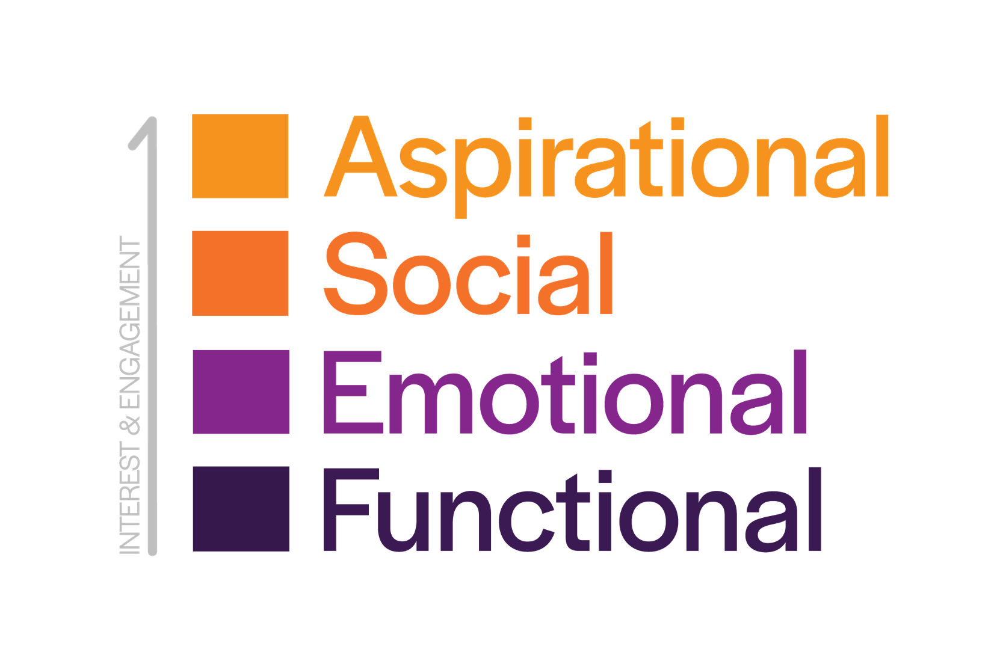 INTEREST & ENGAGEMENT
Aspirational
Social
Emotional
Functional